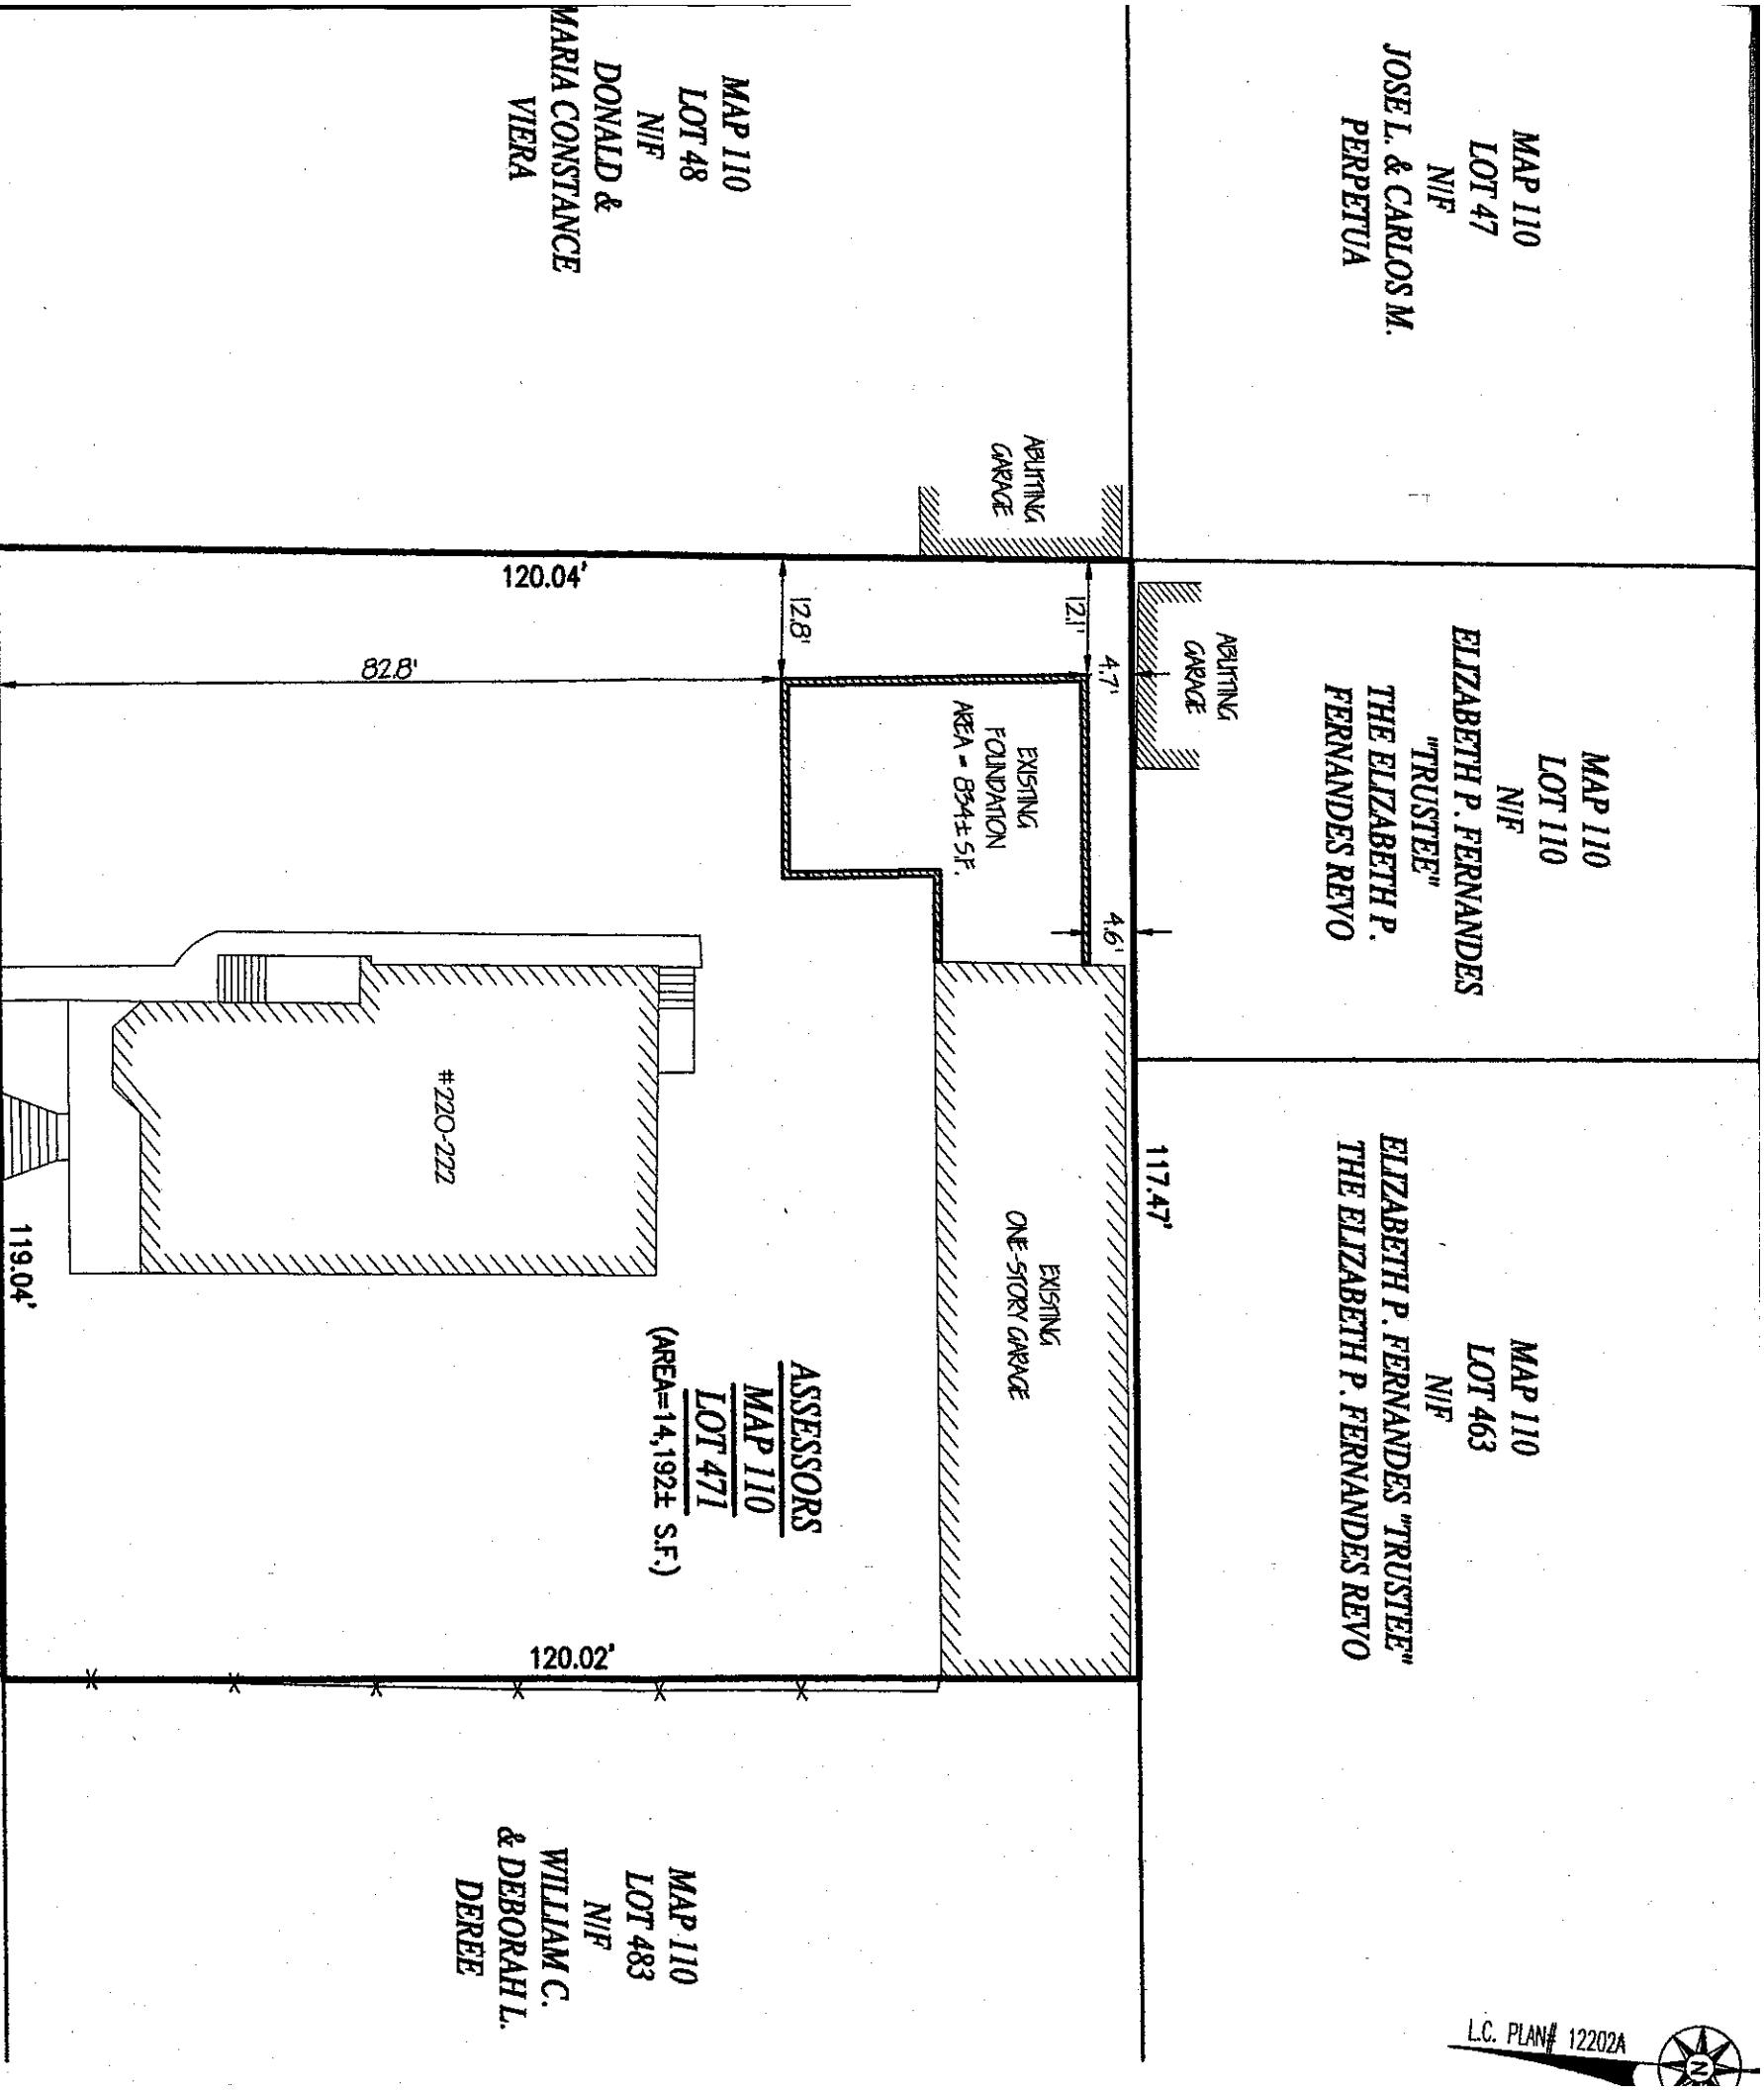 MAP 110
LOT 47
N/F
JOSE L. & CARLOS M.
PERPETUA
MAP 110
LOT 110
N/F
ELIZABETH P. FERNANDES
"TRUSTEE"
THE ELIZABETH P.
FERNANDES REVO
MAP 110
LOT 463
N/F
ELIZABETH P. FERNANDES "TRUSTEE"
THE ELIZABETH P. FERNANDES REVO
L.C. PLAN# 12202A
N
MAP 110
LOT 48
N/F
DONALD &
MARIA CONSTANCE
VIERA
ABUTTING
GARAGE
ABUTTING
GARAGE
117.47'
12.1'
4.7'
4.6'
12.8'
EXISTING
FOUNDATION
AREA = 834± S.F.
EXISTING
ONE-STORY GARAGE
120.04'
82.8'
#220-222
ASSESSORS
MAP 110
LOT 471
(AREA=14,192± S.F.)
120.02'
119.04'
MAP 110
LOT 483
N/F
WILLIAM C.
& DEBORAH L.
DEREE